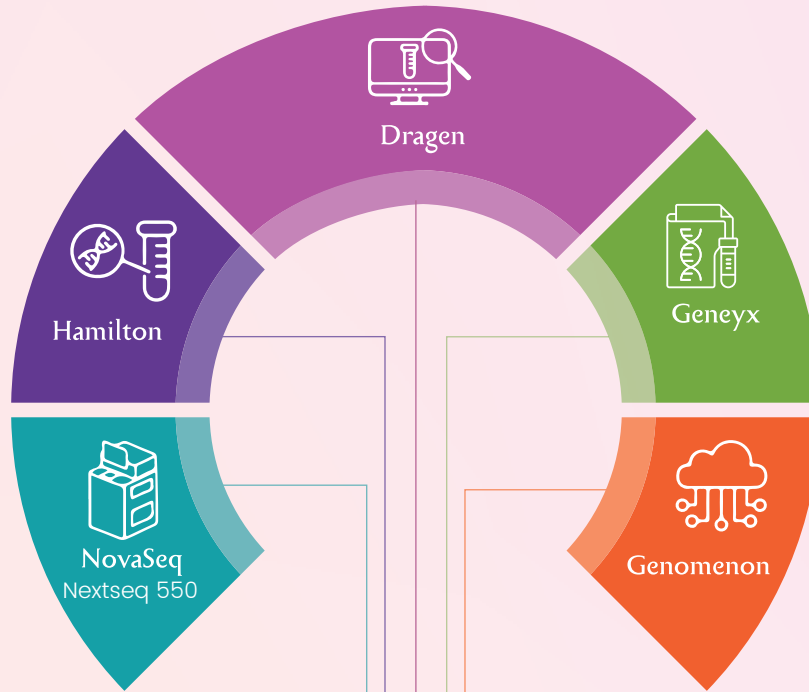 Dragen
Hamilton
Geneyx
NovaSeq
Nextseq 550
Genomenon